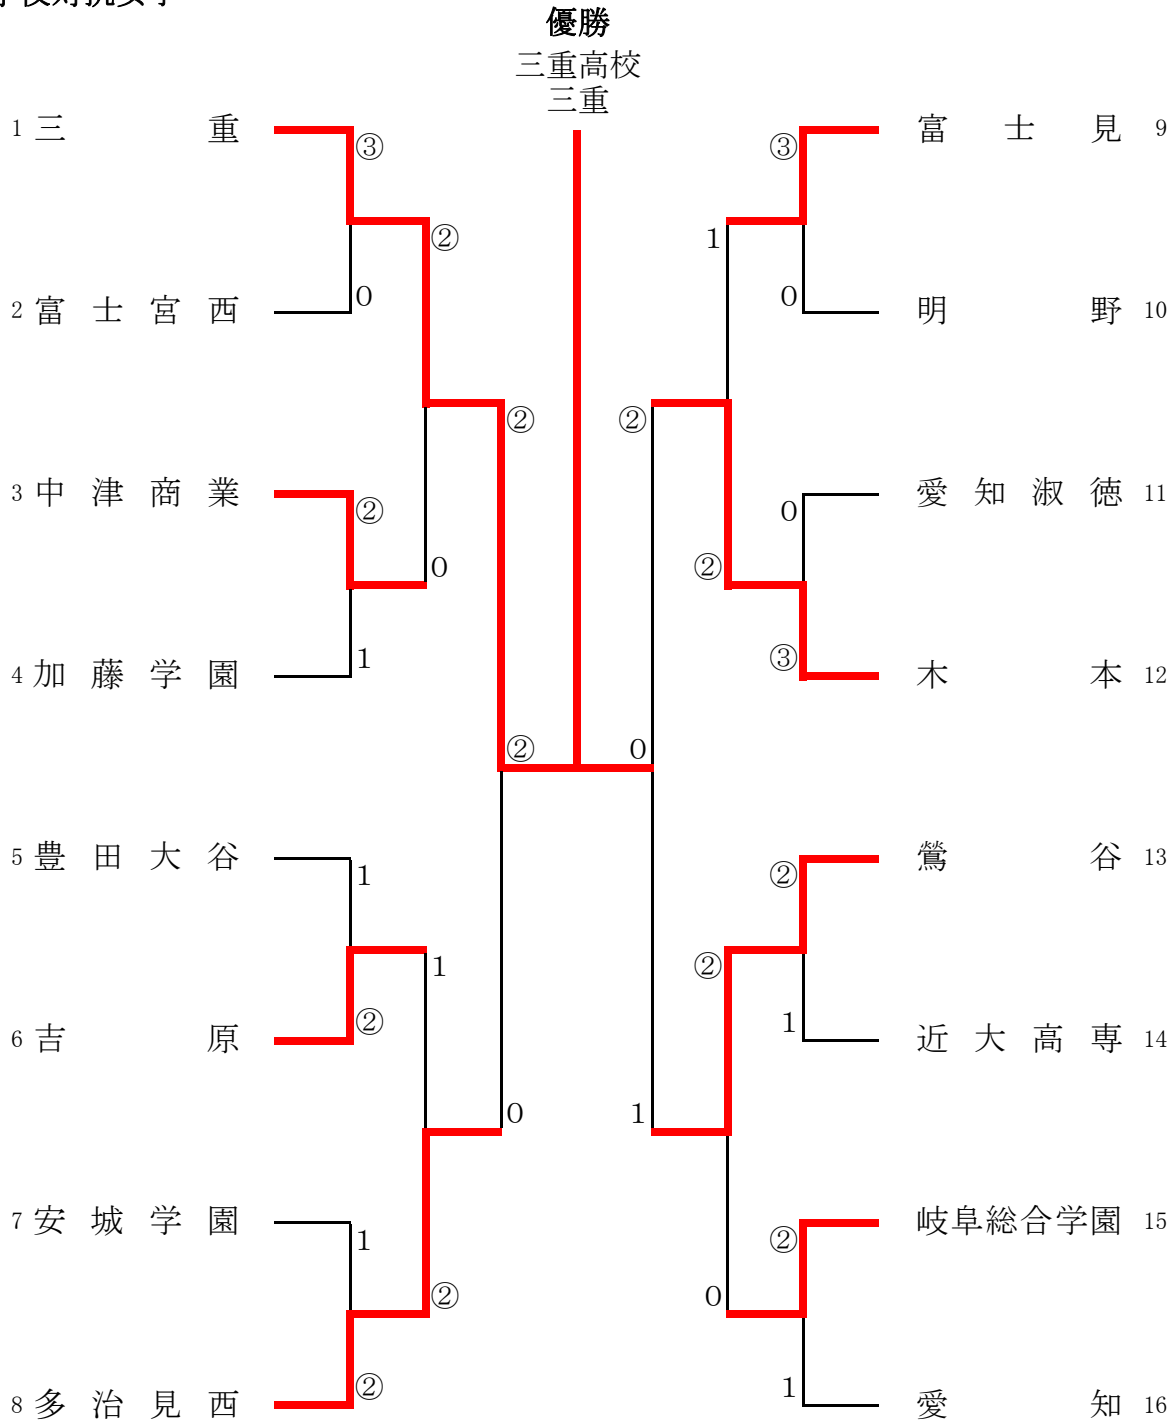 優勝
三重高校
三重
1 三重
③
②
0
2 富士宮西
②
3 中津商業
②
0
1
4 加藤学園
②
5 豊田大谷
1
1
②
6 吉原
0
7 安城学園
1
②
②
8 多治見西
富士見 9
③
1
0
明野 10
②
愛知淑徳 11
0
②
③
木本 12
0
鶯谷 13
②
②
1
近大高専 14
1
岐阜総合学園 15
②
0
1
愛知 16